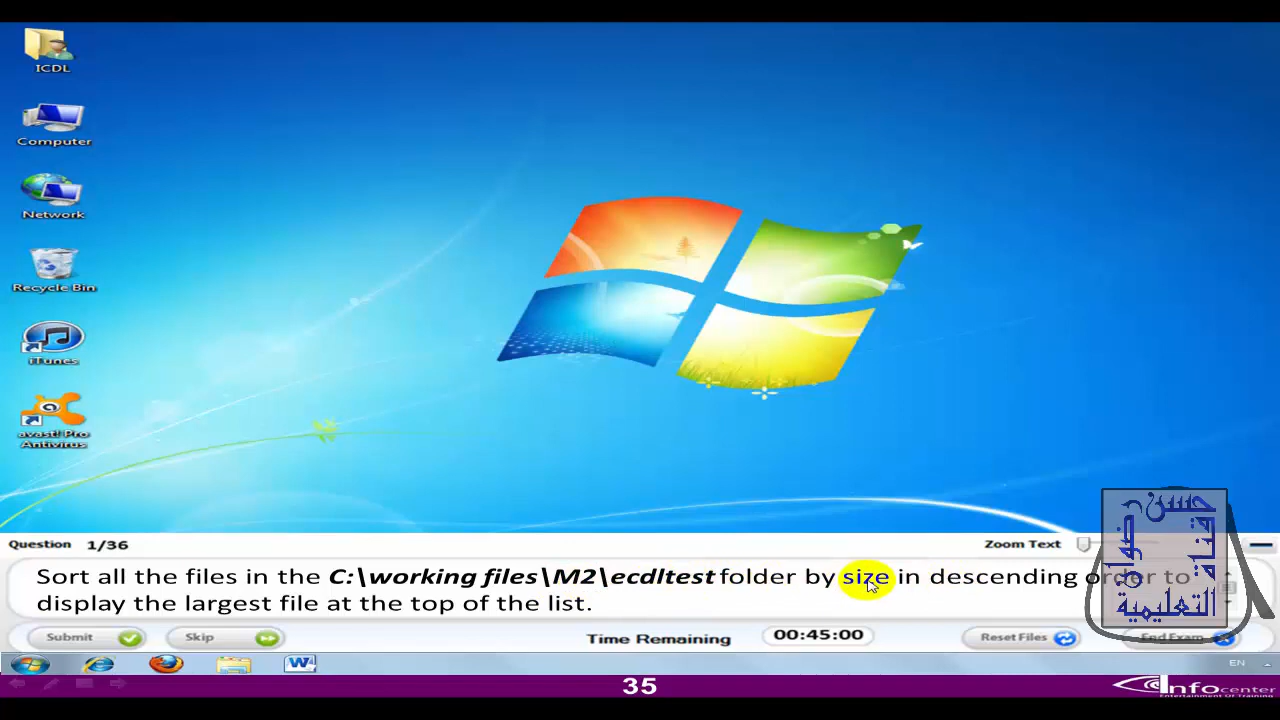 ICDL
Computer
Network
Recycle Bin
iTunes
avast! Pro
Antivirus
Question 1/36
Zoom Text
Sort all the files in the C:\working files\M2\ecdltest folder by size in descending order to
display the largest file at the top of the list.
Submit
Skip
Time Remaining
00:45:00
Reset Files
End Exam
حسن رضوان
قناة
التعليمية
W
EN
35
Infocenter
Entertainment Of Training